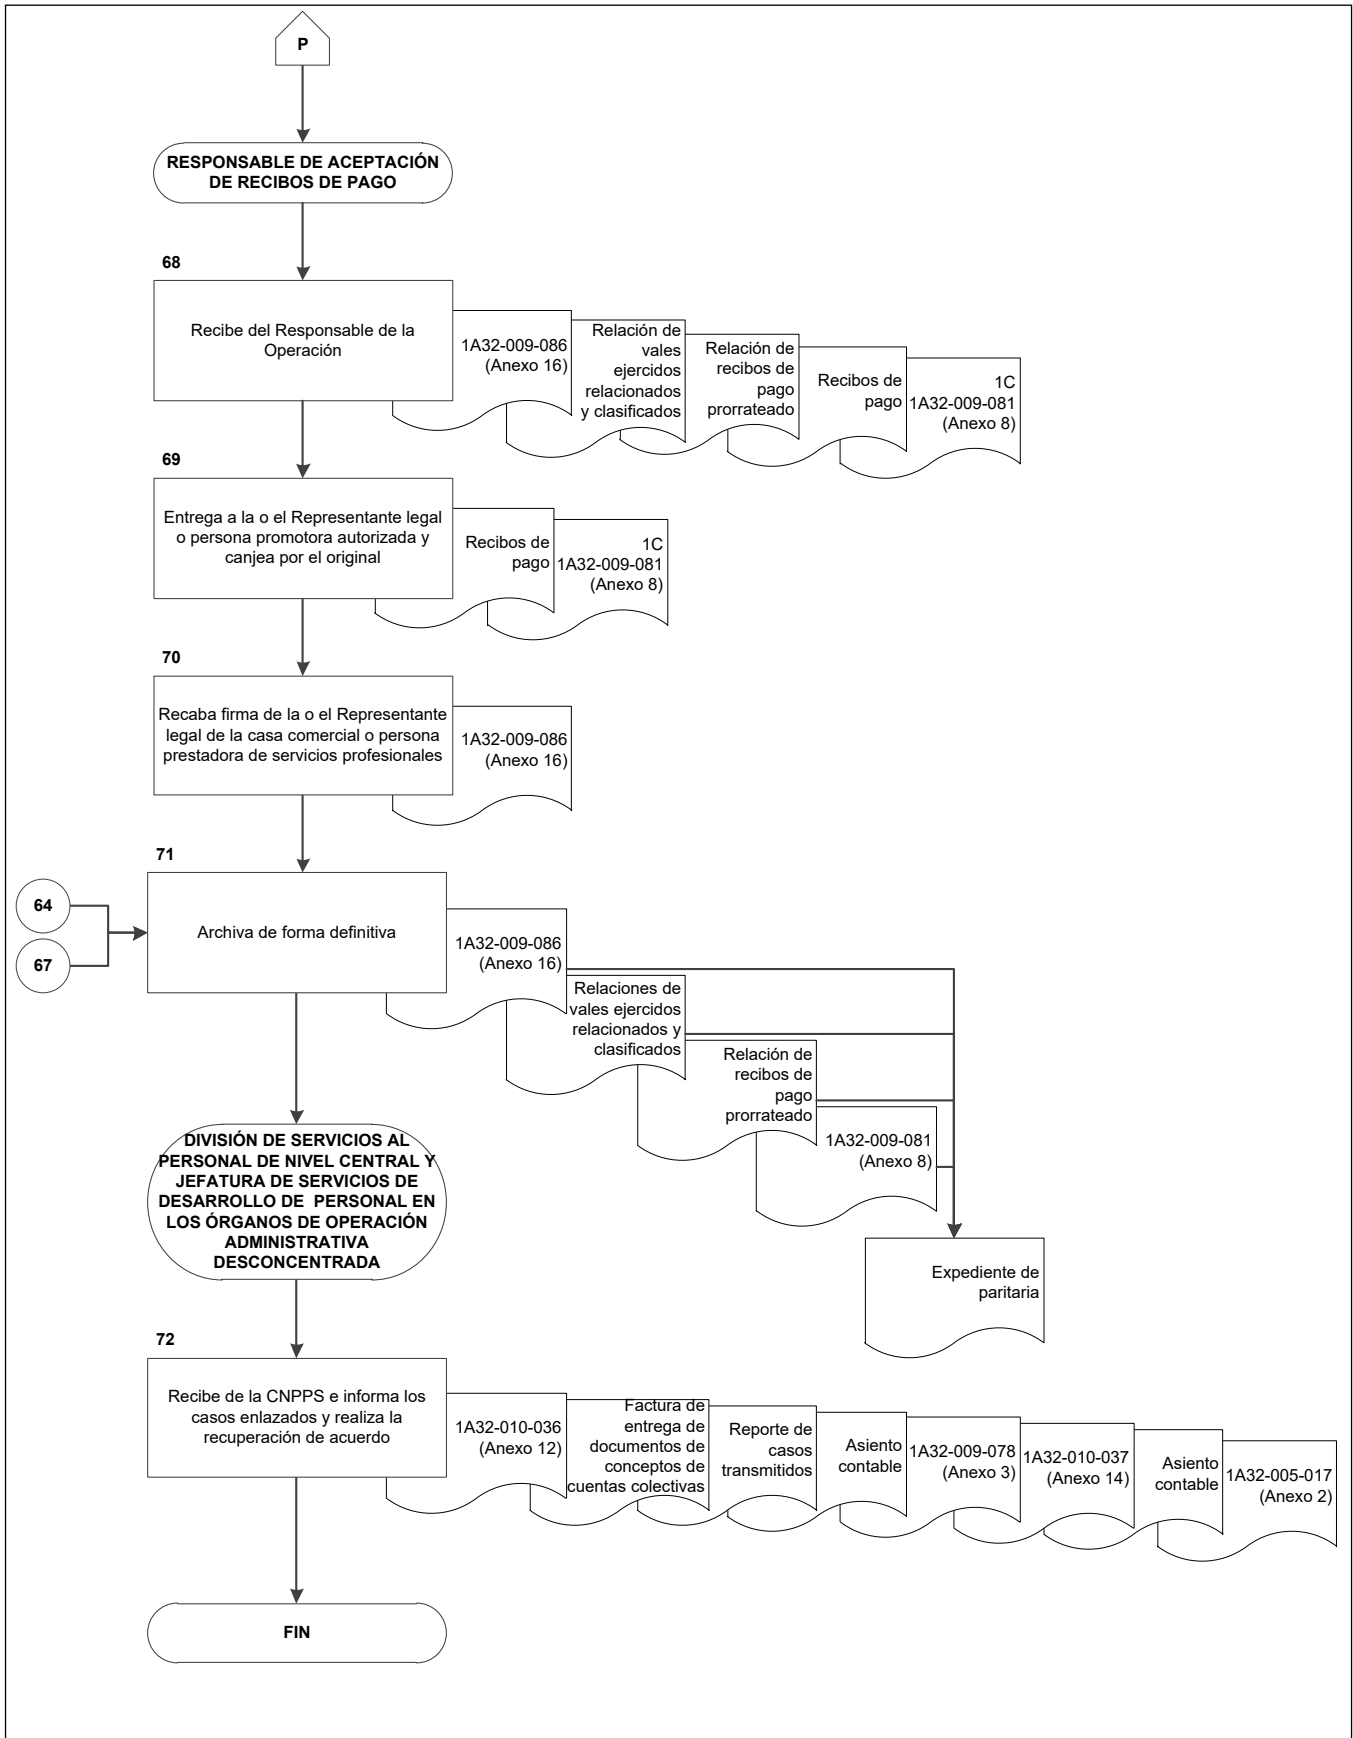 P
RESPONSABLE DE ACEPTACIÓN
DE RECIBOS DE PAGO
68
Recibe del Responsable de la
Operación
1A32-009-086
(Anexo 16)
Relación de
vales
ejercidos
relacionados
y clasificados
Relación de
recibos de
pago
prorrateado
Recibos de
pago
1C
1A32-009-081
(Anexo 8)
69
Entrega a la o el Representante legal
o persona promotora autorizada y
canjea por el original
Recibos de
pago
1C
1A32-009-081
(Anexo 8)
70
Recaba firma de la o el Representante
legal de la casa comercial o persona
prestadora de servicios profesionales
1A32-009-086
(Anexo 16)
71
64
67
Archiva de forma definitiva
1A32-009-086
(Anexo 16)
Relaciones de
vales ejercidos
relacionados y
clasificados
Relación de
recibos de
pago
prorrateado
1A32-009-081
(Anexo 8)
Expediente de
paritaria
DIVISIÓN DE SERVICIOS AL
PERSONAL DE NIVEL CENTRAL Y
JEFATURA DE SERVICIOS DE
DESARROLLO DE  PERSONAL EN
LOS ÓRGANOS DE OPERACIÓN
ADMINISTRATIVA
DESCONCENTRADA
72
Recibe de la CNPPS e informa los
casos enlazados y realiza la
recuperación de acuerdo
1A32-010-036
(Anexo 12)
Factura de
entrega de
documentos de
conceptos de
cuentas colectivas
Reporte de
casos
transmitidos
Asiento
contable
1A32-009-078
(Anexo 3)
1A32-010-037
(Anexo 14)
Asiento
contable
1A32-005-017
(Anexo 2)
FIN